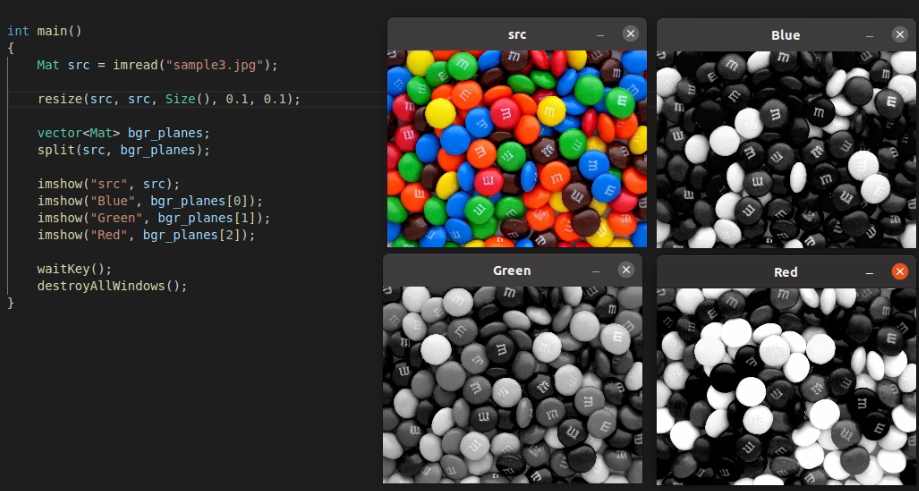 int main()
{
    Mat src = imread("sample3.jpg");
    resize(src, src, Size(), 0.1, 0.1);
    vector<Mat> bgr_planes;
    split(src, bgr_planes);
    imshow("src", src);
    imshow("Blue", bgr_planes[0]);
    imshow("Green", bgr_planes[1]);
    imshow("Red", bgr_planes[2]);
    waitKey();
    destroyAllWindows();
}
src
Blue
Green
Red